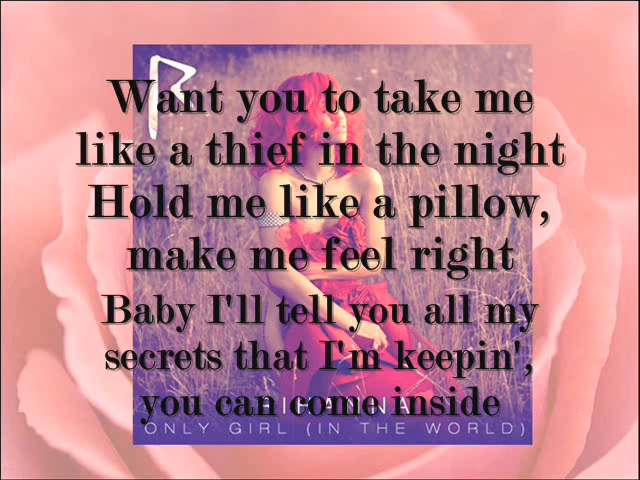 R
Want you to take me
like a thief in the night
Hold me like a pillow,
make me feel right
Baby I'll tell you all my
secrets that I'm keepin',
you can come inside
RIHANNA
ONLY GIRL (IN THE WORLD)